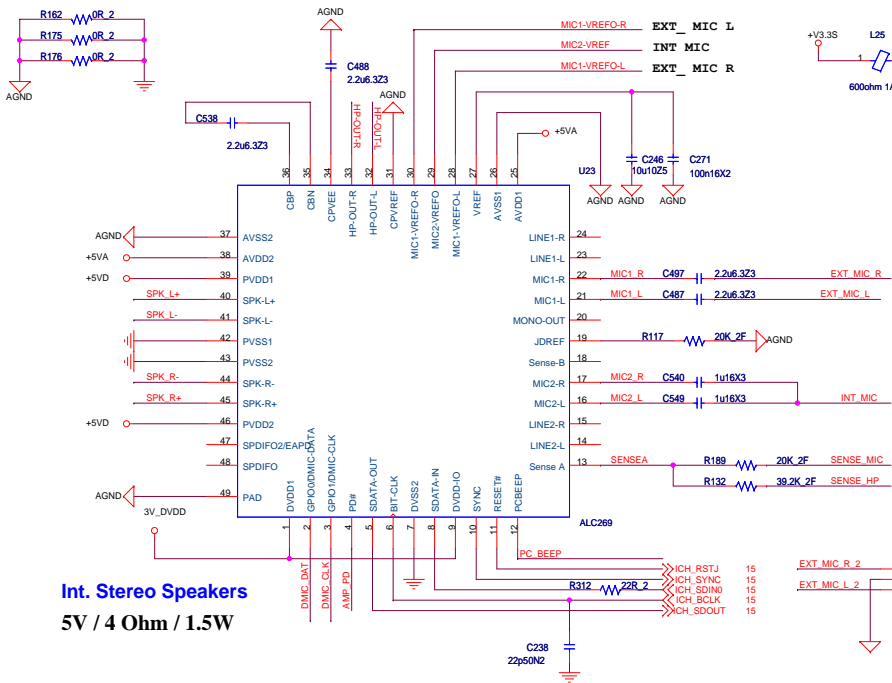 R162 0R_2
R175 0R_2
R176 0R_2
AGND
AGND
C488
2.2u6.3Z3
AGND
C538
2.2u6.3Z3
HP-OUT-R
HP-OUT-L
MIC1-VREFO-R EXT_ MIC L
MIC2-VREF INT MIC
MIC1-VREFO-L EXT_ MIC R
+V3.3S
L25
1
600ohm 1A
+5VA
C246
10u10Z5
C271
100n16X2
U23
AGND AGND AGND
36 35 34 33 32 31 30 29 28 27 26 25
CBP
CBN
CPVEE
HP-OUT-R
HP-OUT-L
CPVREF
MIC1-VREFO-R
MIC2-VREFO
MIC1-VREFO-L
VREF
AVSS1
AVDD1
AGND 37 AVSS2
+5VA 38 AVDD2
+5VD 39 PVDD1
SPK_L+ 40 SPK-L+
SPK_L- 41 SPK-L-
42 PVSS1
43 PVSS2
SPK_R- 44 SPK-R-
SPK_R+ 45 SPK-R+
+5VD 46 PVDD2
47 SPDIFO2/EAPD
48 SPDIFO
AGND 49 PAD
LINE1-R 24
LINE1-L 23
MIC1-R 22 MIC1_R C497 2.2u6.3Z3 EXT_MIC_R
MIC1-L 21 MIC1_L C487 2.2u6.3Z3 EXT_MIC_L
MONO-OUT 20
JDREF 19 R117 20K_2F AGND
Sense-B 18
MIC2-R 17 MIC2_R C540 1u16X3
MIC2-L 16 MIC2_L C549 1u16X3 INT_MIC
LINE2-R 15
LINE2-L 14
Sense A 13 SENSEA R189 20K_2F SENSE_MIC
R132 39.2K_2F SENSE_HP
DVDD1
GPIO0/DMIC-DATA
GPIO1/DMIC-CLK
PD#
SDATA-OUT
BIT-CLK
DVSS2
SDATA-IN
DVDD-IO
SYNC
RESET#
PCBEEP
ALC269
1 2 3 4 5 6 7 8 9 10 11 12
3V_DVDD
DMIC_DAT
DMIC_CLK
AMP_PD
PC_BEEP
ICH_RSTJ 15
ICH_SYNC 15
R312 22R_2 ICH_SDIN0 15
ICH_BCLK 15
ICH_SDOUT 15
EXT_MIC_R_2
EXT_MIC_L_2
C238
22p50N2
Int. Stereo Speakers
5V / 4 Ohm / 1.5W